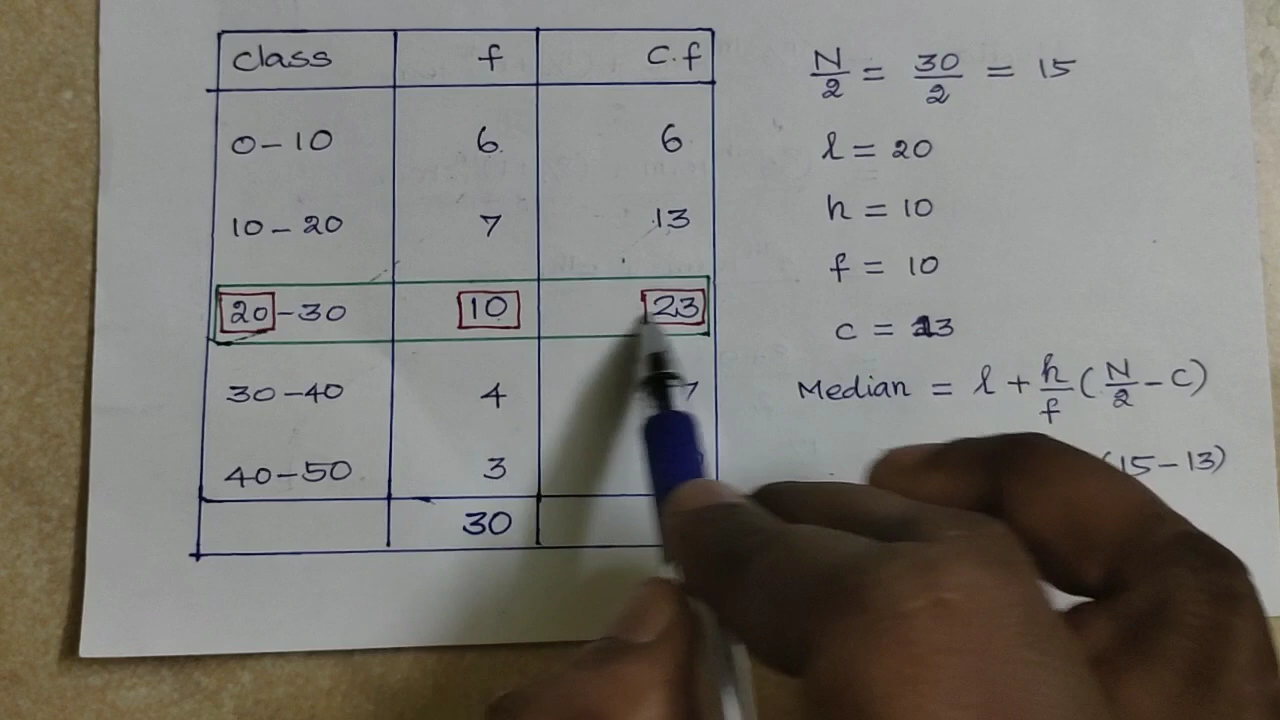 class f c.f
0-10 6 6
10-20 7 13
20-30 10 23
30-40 4 7
40-50 3
30
N/2 = 30/2 = 15
l = 20
h = 10
f = 10
c = 13
Median = l + h/f (N/2 - C)
(15-13)